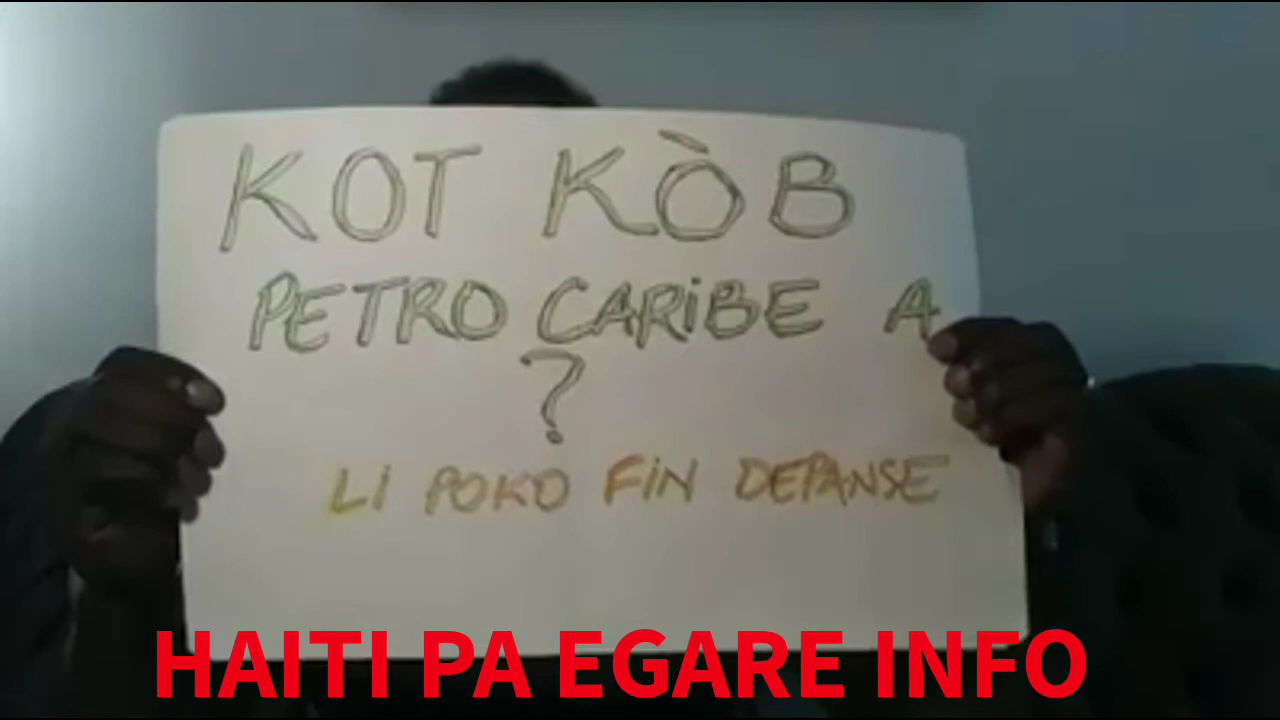 KOT KÒB
PETRO CARiBE A
?
Li POKO FiN DEPANSE
HAITI PA EGARE INFO